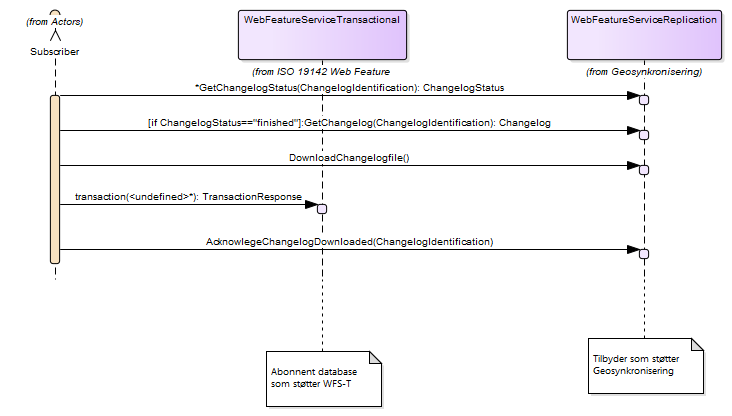 (from Actors)
Subscriber
WebFeatureServiceTransactional
(from ISO 19142 Web Feature
WebFeatureServiceReplication
(from Geosynkronisering)
*GetChangelogStatus(ChangelogIdentification): ChangelogStatus
[if ChangelogStatus=="finished"]:GetChangelog(ChangelogIdentification): Changelog
DownloadChangelogfile()
transaction(<undefined>*): TransactionResponse
AcknowlegeChangelogDownloaded(ChangelogIdentification)
Abonnent database
som støtter WFS-T
Tilbyder som støtter
Geosynkronisering